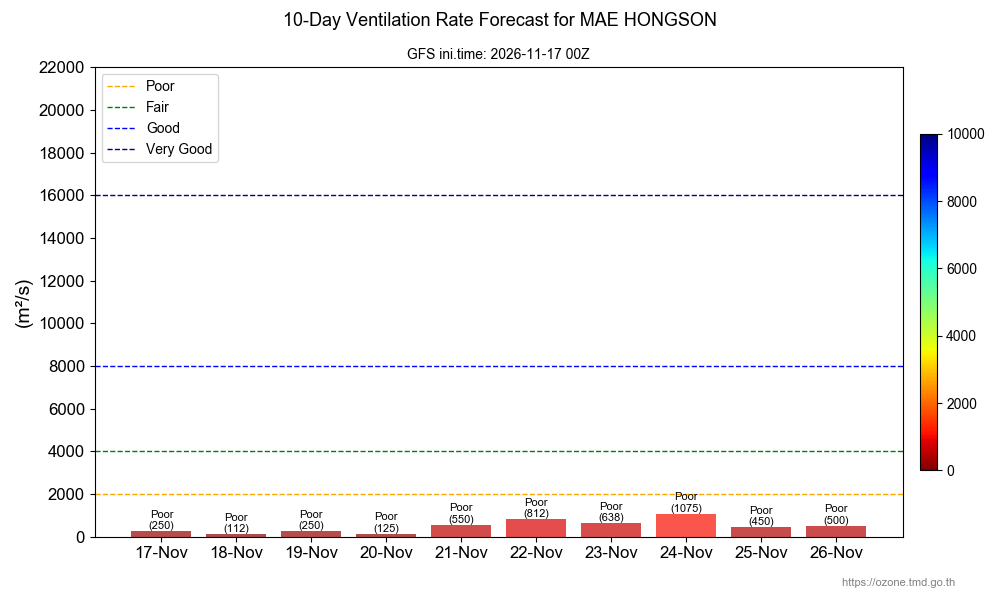 10-Day Ventilation Rate Forecast for MAE HONGSON
GFS ini.time: 2026-11-17 00Z
22000
20000
18000
16000
14000
12000
10000
8000
6000
4000
2000
0
(m²/s)
Poor
Fair
Good
Very Good
Poor
(250)
Poor
(112)
Poor
(250)
Poor
(125)
Poor
(550)
Poor
(812)
Poor
(638)
Poor
(1075)
Poor
(450)
Poor
(500)
17-Nov
18-Nov
19-Nov
20-Nov
21-Nov
22-Nov
23-Nov
24-Nov
25-Nov
26-Nov
10000
8000
6000
4000
2000
0
https://ozone.tmd.go.th